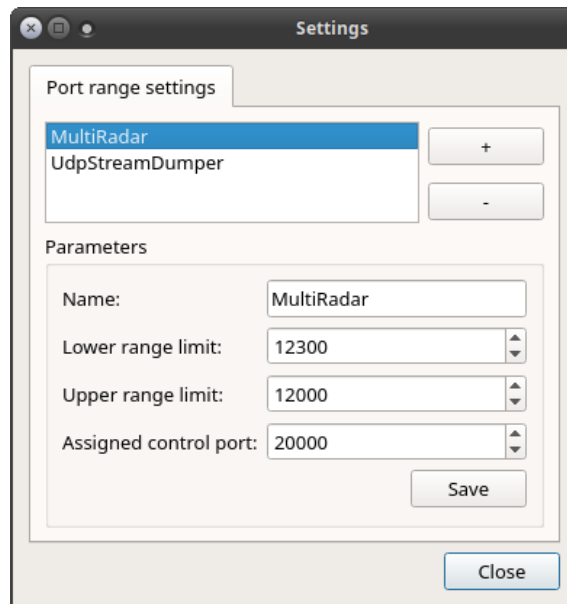 Settings
Port range settings
MultiRadar
UdpStreamDumper
+
-
Parameters
Name: MultiRadar
Lower range limit: 12300
Upper range limit: 12000
Assigned control port: 20000
Save
Close